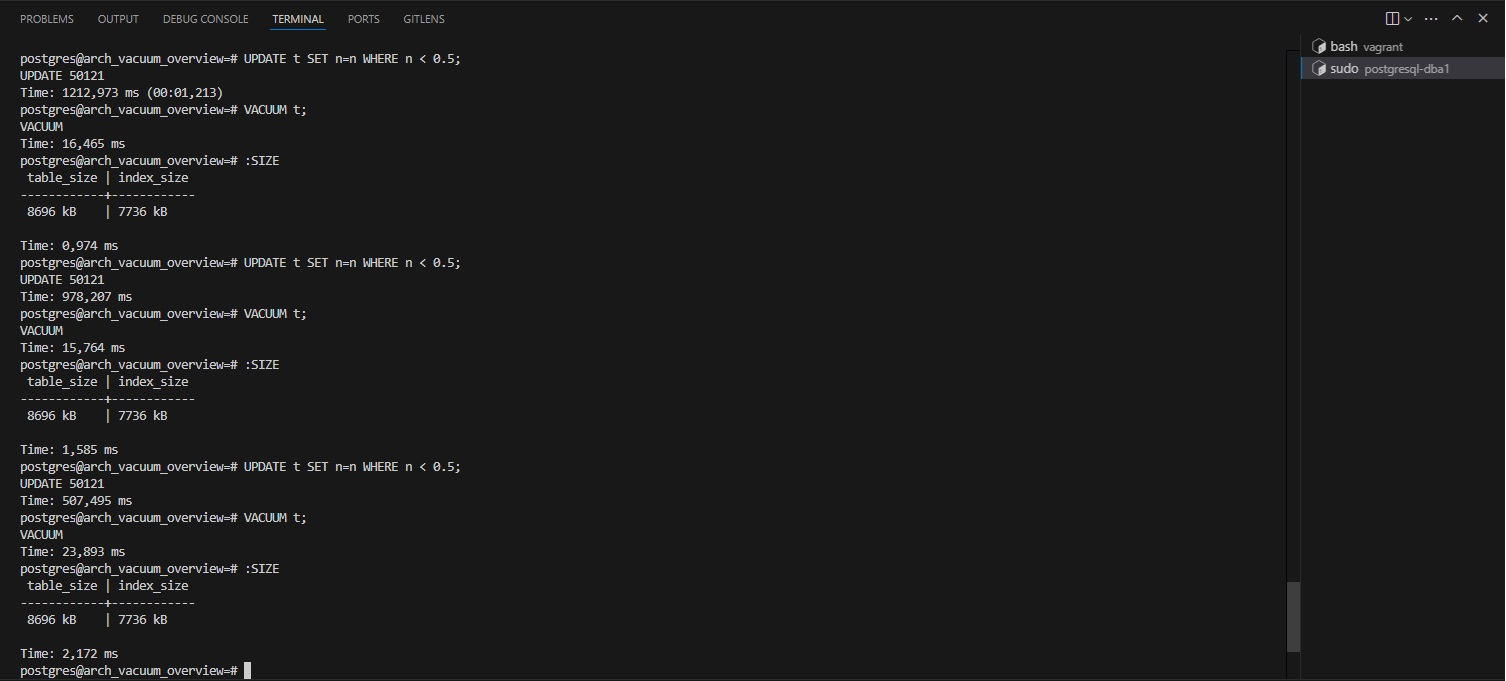 PROBLEMS OUTPUT DEBUG CONSOLE TERMINAL PORTS GITLENS
postgres@arch_vacuum_overview=# UPDATE t SET n=n WHERE n < 0.5;
UPDATE 50121
Time: 1212,973 ms (00:01,213)
postgres@arch_vacuum_overview=# VACUUM t;
VACUUM
Time: 16,465 ms
postgres@arch_vacuum_overview=# :SIZE
 table_size | index_size
------------+------------
 8696 kB    | 7736 kB

Time: 0,974 ms
postgres@arch_vacuum_overview=# UPDATE t SET n=n WHERE n < 0.5;
UPDATE 50121
Time: 978,207 ms
postgres@arch_vacuum_overview=# VACUUM t;
VACUUM
Time: 15,764 ms
postgres@arch_vacuum_overview=# :SIZE
 table_size | index_size
------------+------------
 8696 kB    | 7736 kB

Time: 1,585 ms
postgres@arch_vacuum_overview=# UPDATE t SET n=n WHERE n < 0.5;
UPDATE 50121
Time: 507,495 ms
postgres@arch_vacuum_overview=# VACUUM t;
VACUUM
Time: 23,893 ms
postgres@arch_vacuum_overview=# :SIZE
 table_size | index_size
------------+------------
 8696 kB    | 7736 kB

Time: 2,172 ms
postgres@arch_vacuum_overview=#
bash vagrant
sudo postgresql-dba1